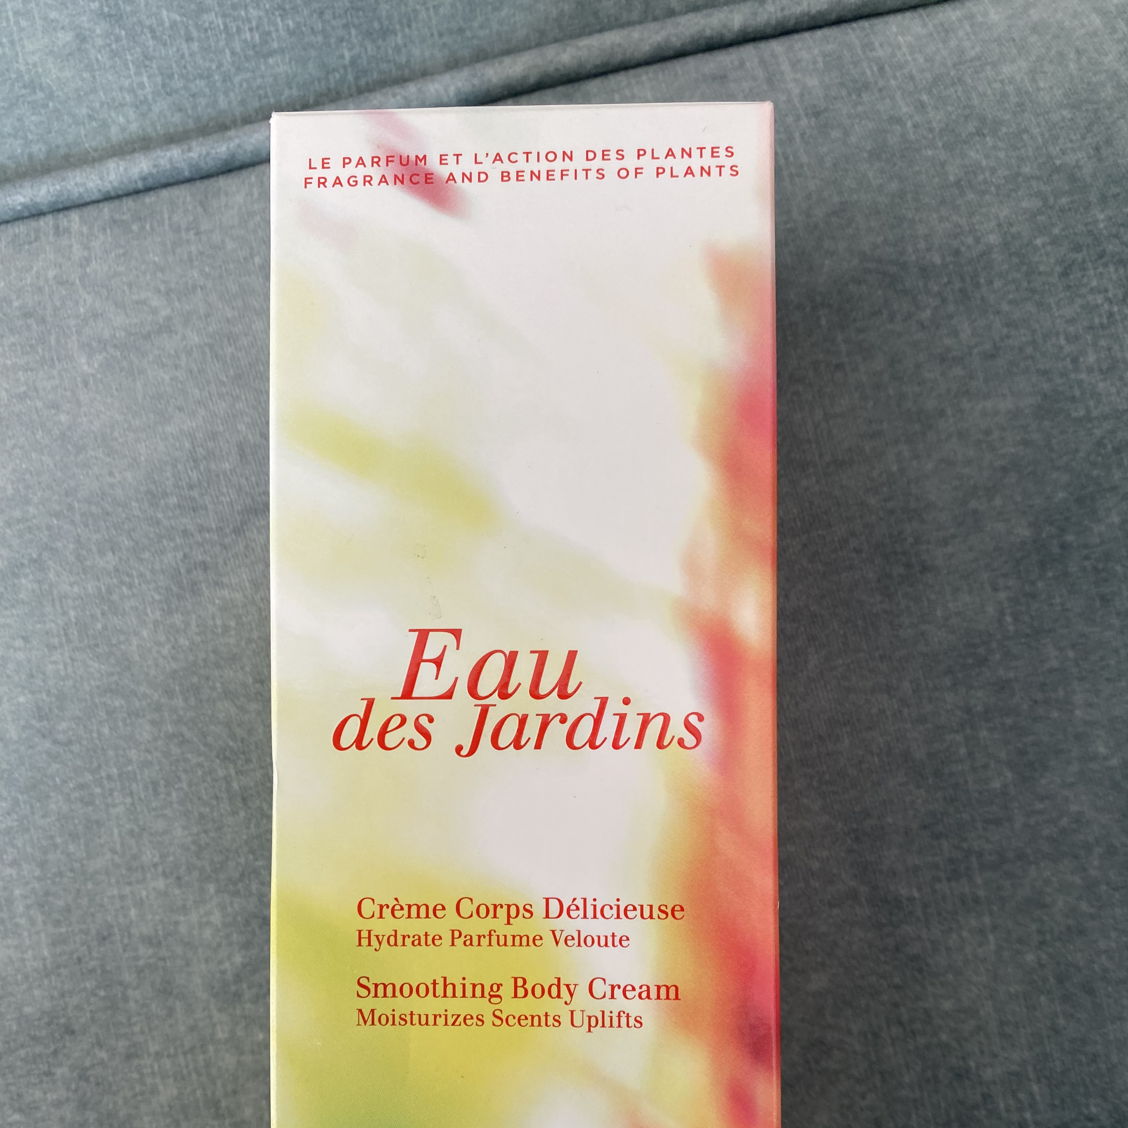 LE PARFUM ET L'ACTION DES PLANTES
FRAGRANCE AND BENEFITS OF PLANTS
Eau
des Jardins
Crème Corps Délicieuse
Hydrate Parfume Veloute
Smoothing Body Cream
Moisturizes Scents Uplifts